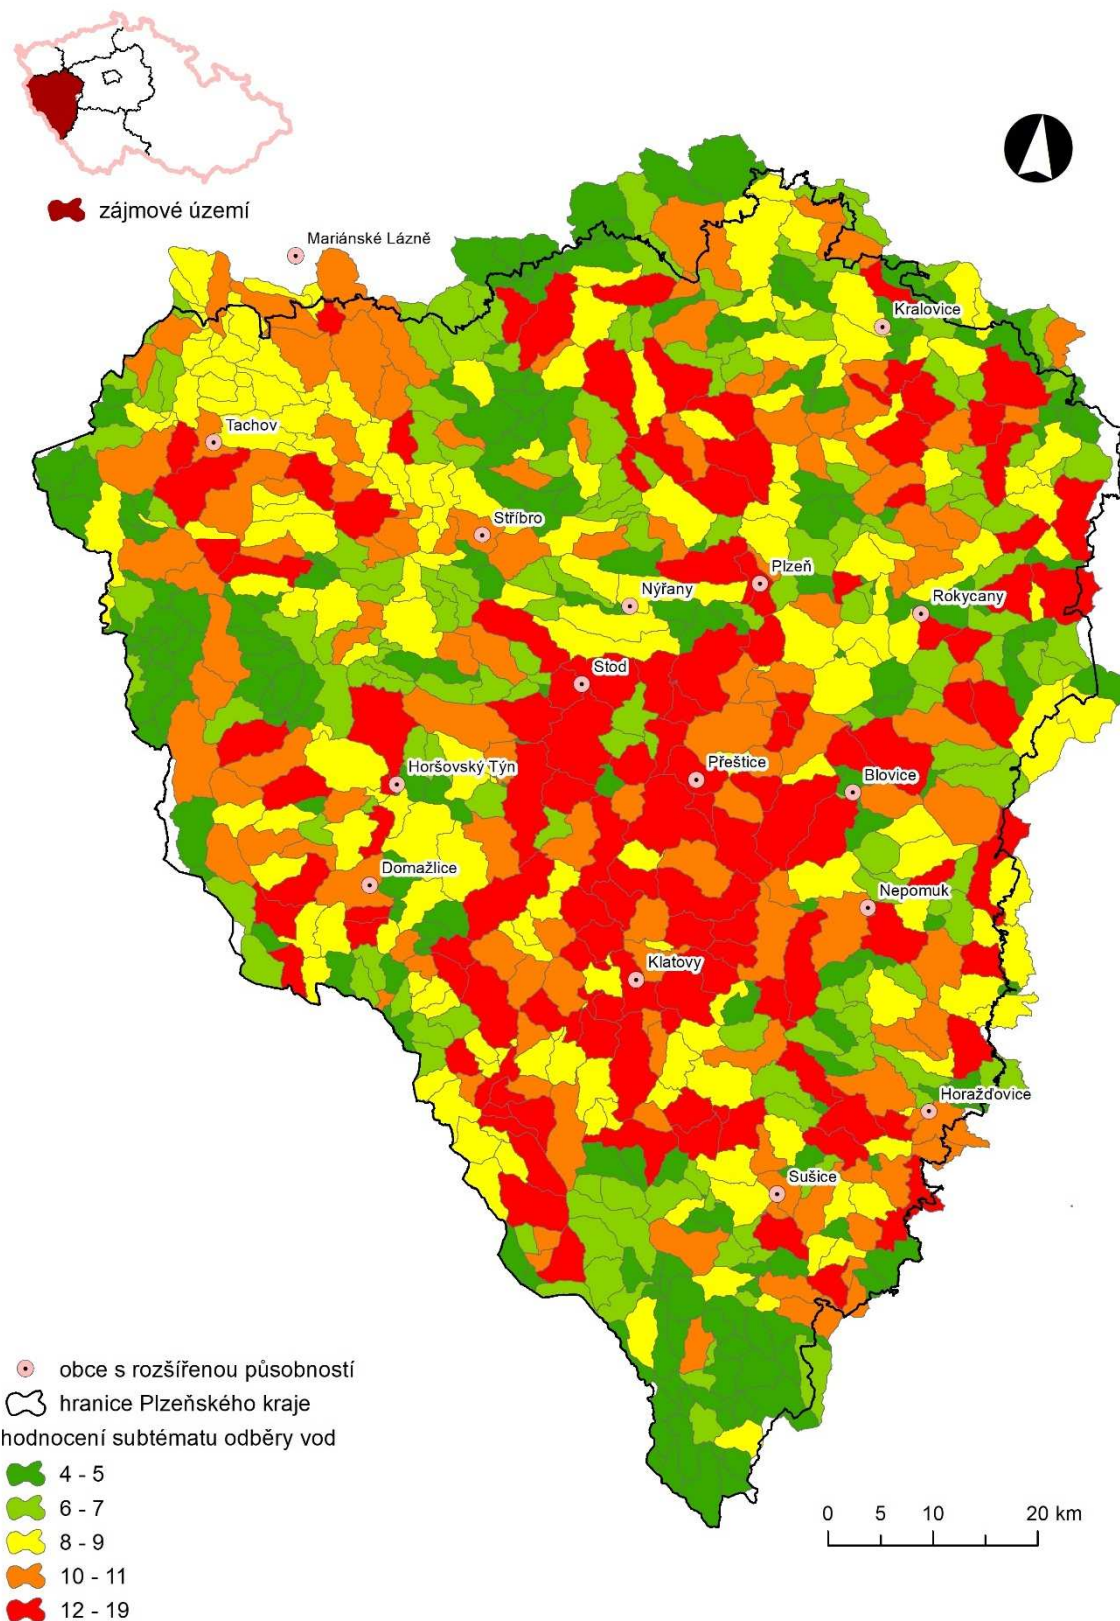 zájmové území
Mariánské Lázně
Kralovice
Tachov
Stříbro
Plzeň
Nýřany
Rokycany
Stod
Přeštice
Horšovský Týn
Blovice
Domažlice
Nepomuk
Klatovy
Horažďovice
Sušice
obce s rozšířenou působností
hranice Plzeňského kraje
hodnocení subtématu odběry vod
4 - 5
6 - 7
8 - 9
10 - 11
12 - 19
0 5 10 20 km